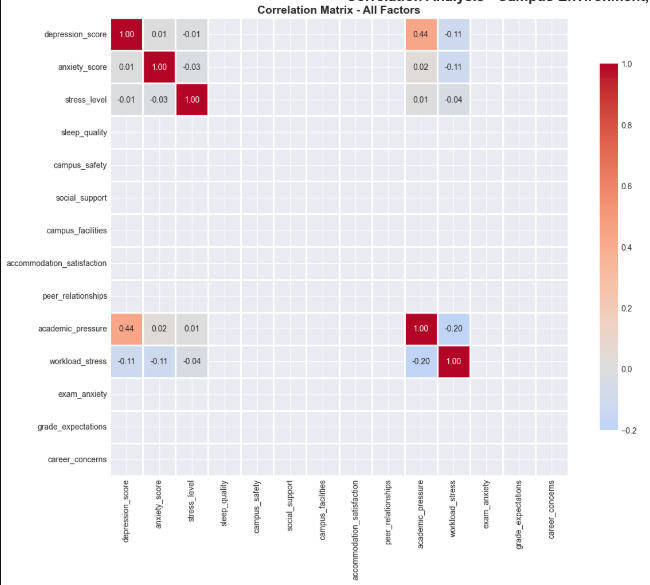 Correlation Analysis - Campus Environment,
Correlation Matrix - All Factors
depression_score 1.00 0.01 -0.01 0.44 -0.11
anxiety_score 0.01 1.00 -0.03 0.02 -0.11
stress_level -0.01 -0.03 1.00 0.01 -0.04
sleep_quality
campus_safety
social_support
campus_facilities
accommodation_satisfaction
peer_relationships
academic_pressure 0.44 0.02 0.01 1.00 -0.20
workload_stress -0.11 -0.11 -0.04 -0.20 1.00
exam_anxiety
grade_expectations
career_concerns
depression_score
anxiety_score
stress_level
sleep_quality
campus_safety
social_support
campus_facilities
accommodation_satisfaction
peer_relationships
academic_pressure
workload_stress
exam_anxiety
grade_expectations
career_concerns
1.0
0.8
0.6
0.4
0.2
0.0
-0.2